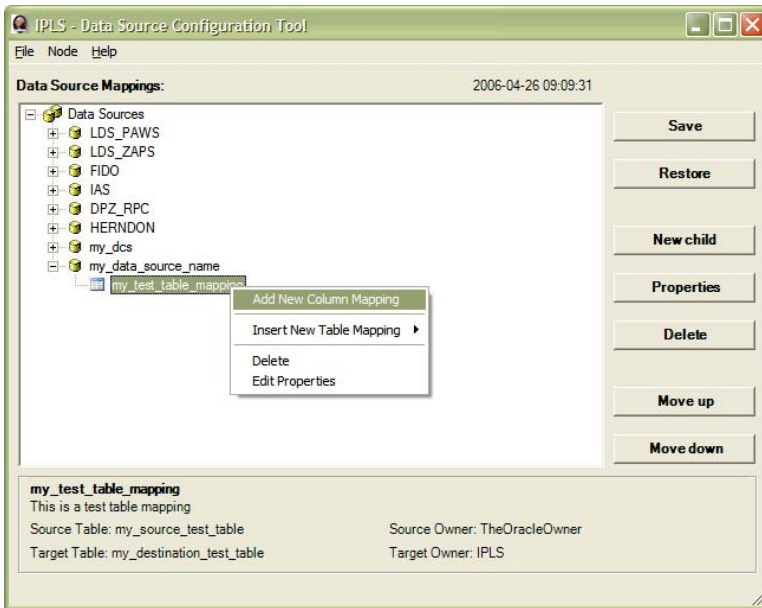 IPLS - Data Source Configuration Tool
File Node Help
Data Source Mappings: 2006-04-26 09:09:31
Data Sources
LDS_PAWS
LDS_ZAPS
FIDO
IAS
DPZ_RPC
HERNDON
my_dcs
my_data_source_name
my_test_table_mapping
Add New Column Mapping
Insert New Table Mapping
Delete
Edit Properties
Save
Restore
New child
Properties
Delete
Move up
Move down
my_test_table_mapping
This is a test table mapping
Source Table: my_source_test_table Source Owner: TheOracleOwner
Target Table: my_destination_test_table Target Owner: IPLS